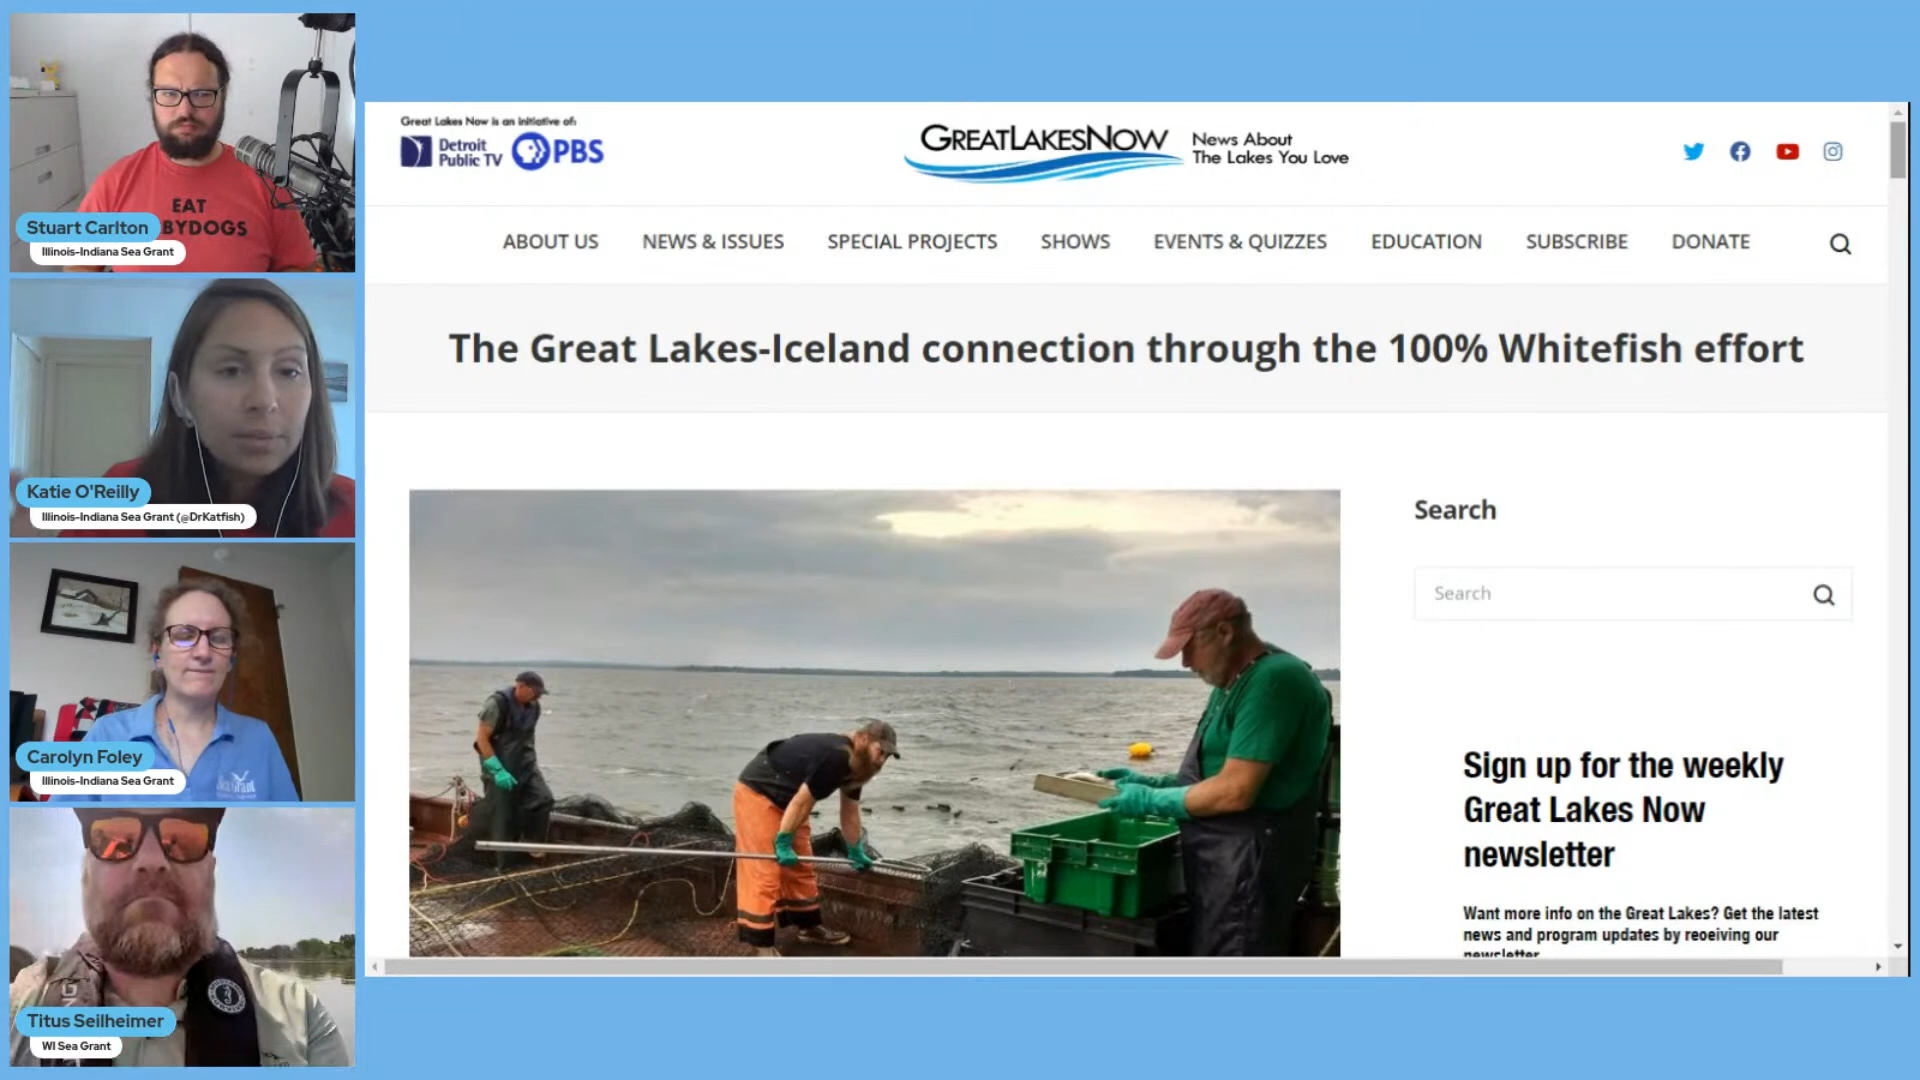 EAT
BYDOGS
Stuart Carlton
Illinois-Indiana Sea Grant
Katie O'Reilly
Illinois-Indiana Sea Grant (@DrKatfish)
Carolyn Foley
Illinois-Indiana Sea Grant
Sea Grant
Titus Seilheimer
WI Sea Grant
Great Lakes Now is an initiative of:
Detroit
Public TV
PBS
GREATLAKESNOW
News About
The Lakes You Love
ABOUT US NEWS & ISSUES SPECIAL PROJECTS SHOWS EVENTS & QUIZZES EDUCATION SUBSCRIBE DONATE
The Great Lakes-Iceland connection through the 100% Whitefish effort
Search
Search
Sign up for the weekly
Great Lakes Now
newsletter
Want more info on the Great Lakes? Get the latest
news and program updates by receiving our
newsletter